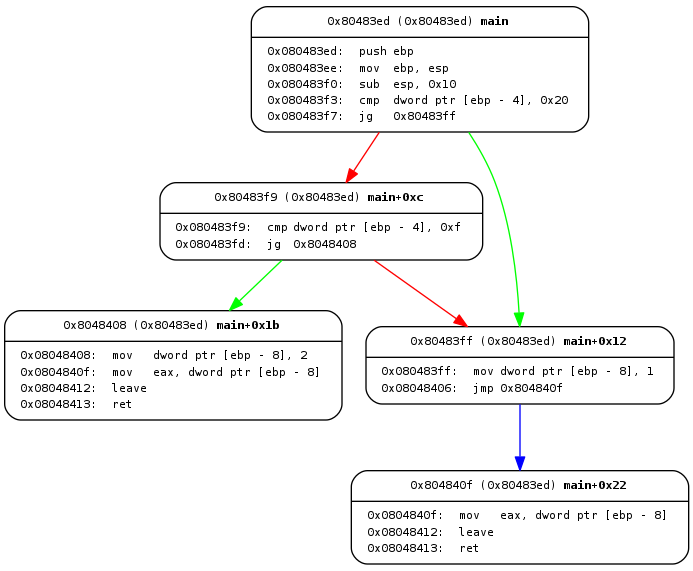 0x80483ed (0x80483ed) main
0x080483ed: push ebp
0x080483ee: mov ebp, esp
0x080483f0: sub esp, 0x10
0x080483f3: cmp dword ptr [ebp - 4], 0x20
0x080483f7: jg 0x80483ff
0x80483f9 (0x80483ed) main+0xc
0x080483f9: cmp dword ptr [ebp - 4], 0xf
0x080483fd: jg 0x8048408
0x8048408 (0x80483ed) main+0x1b
0x08048408: mov dword ptr [ebp - 8], 2
0x0804840f: mov eax, dword ptr [ebp - 8]
0x08048412: leave
0x08048413: ret
0x80483ff (0x80483ed) main+0x12
0x080483ff: mov dword ptr [ebp - 8], 1
0x08048406: jmp 0x804840f
0x804840f (0x80483ed) main+0x22
0x0804840f: mov eax, dword ptr [ebp - 8]
0x08048412: leave
0x08048413: ret